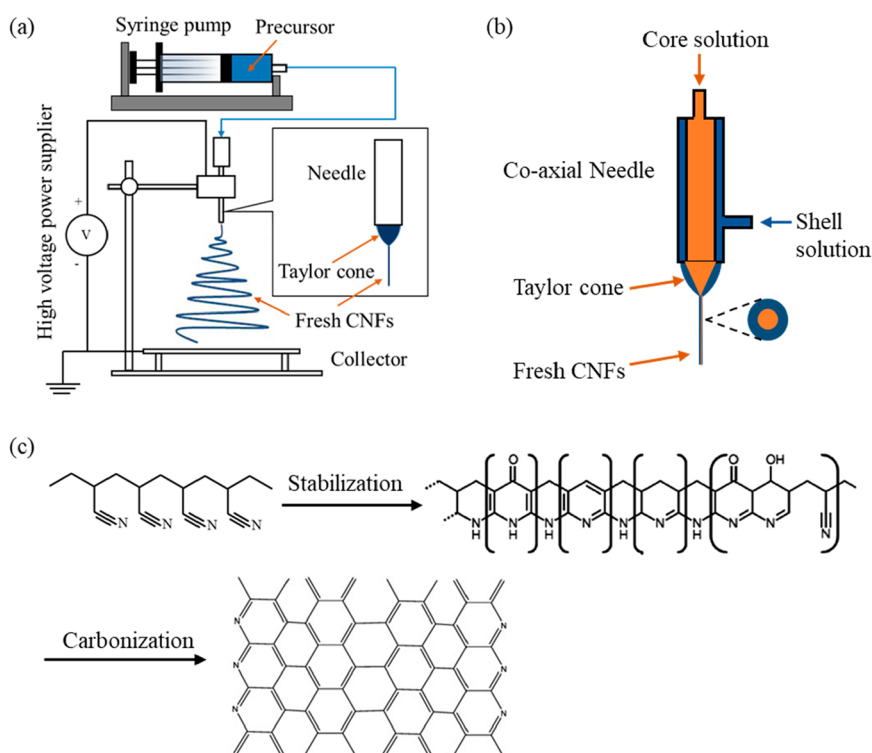 (a)
Syringe pump
Precursor
High voltage power supplier
+
V
-
Needle
Taylor cone
Fresh CNFs
Collector
(b)
Core solution
Co-axial Needle
Shell
solution
Taylor cone
Fresh CNFs
(c)
N N N N
Stabilization
O O OH
N N N N N N N N N N
H H H H H H
N
Carbonization
N N
N N
N N